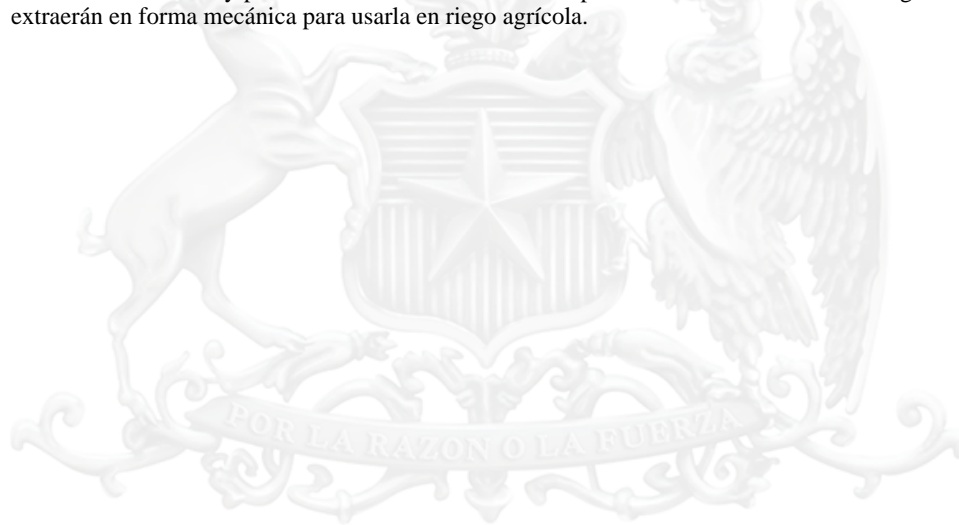 extraerán en forma mecánica para usarla en riego agrícola.
POR LA RAZON O LA FUERZA